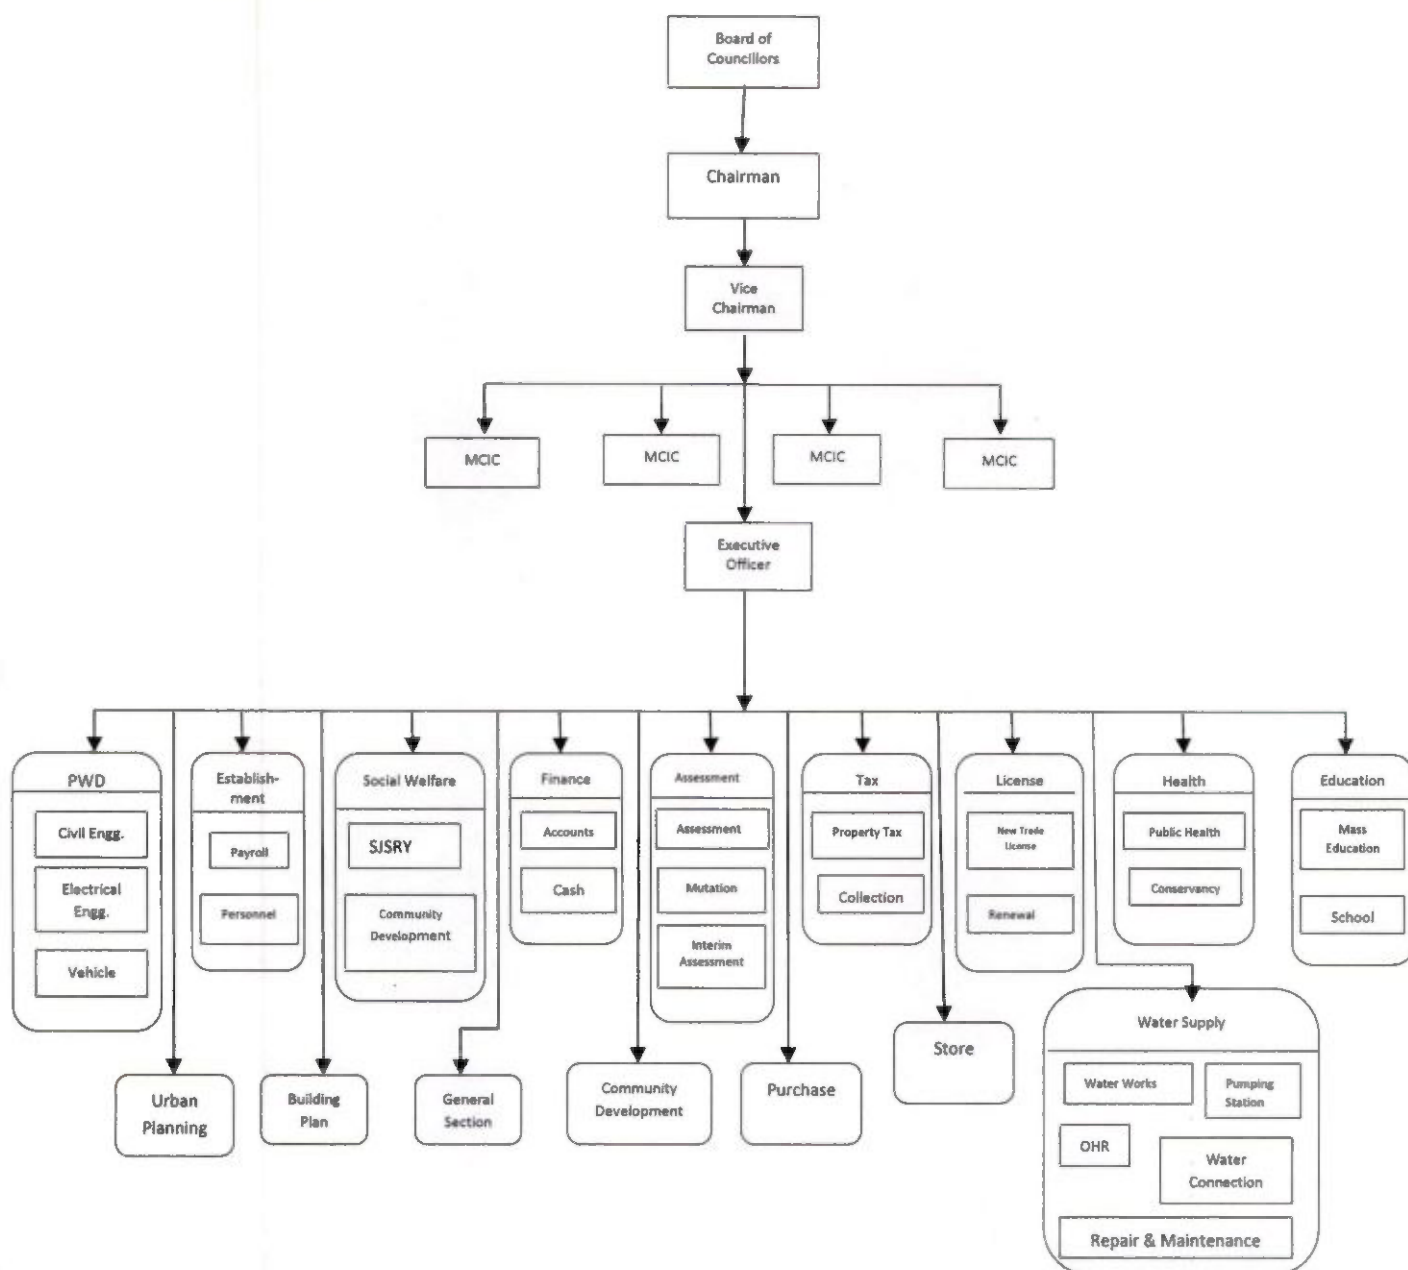 Board of
Councillors
Chairman
Vice
Chairman
MCIC
MCIC
MCIC
MCIC
Executive
Officer
PWD
Civil Engg.
Electrical
Engg.
Vehicle
Establish-
ment
Payroll
Personnel
Social Welfare
SJSRY
Community
Development
Finance
Accounts
Cash
Assessment
Assessment
Mutation
Interim
Assessment
Tax
Property Tax
Collection
License
New Trade
License
Renewal
Health
Public Health
Conservancy
Education
Mass
Education
School
Urban
Planning
Building
Plan
General
Section
Community
Development
Purchase
Store
Water Supply
Water Works
Pumping
Station
OHR
Water
Connection
Repair & Maintenance